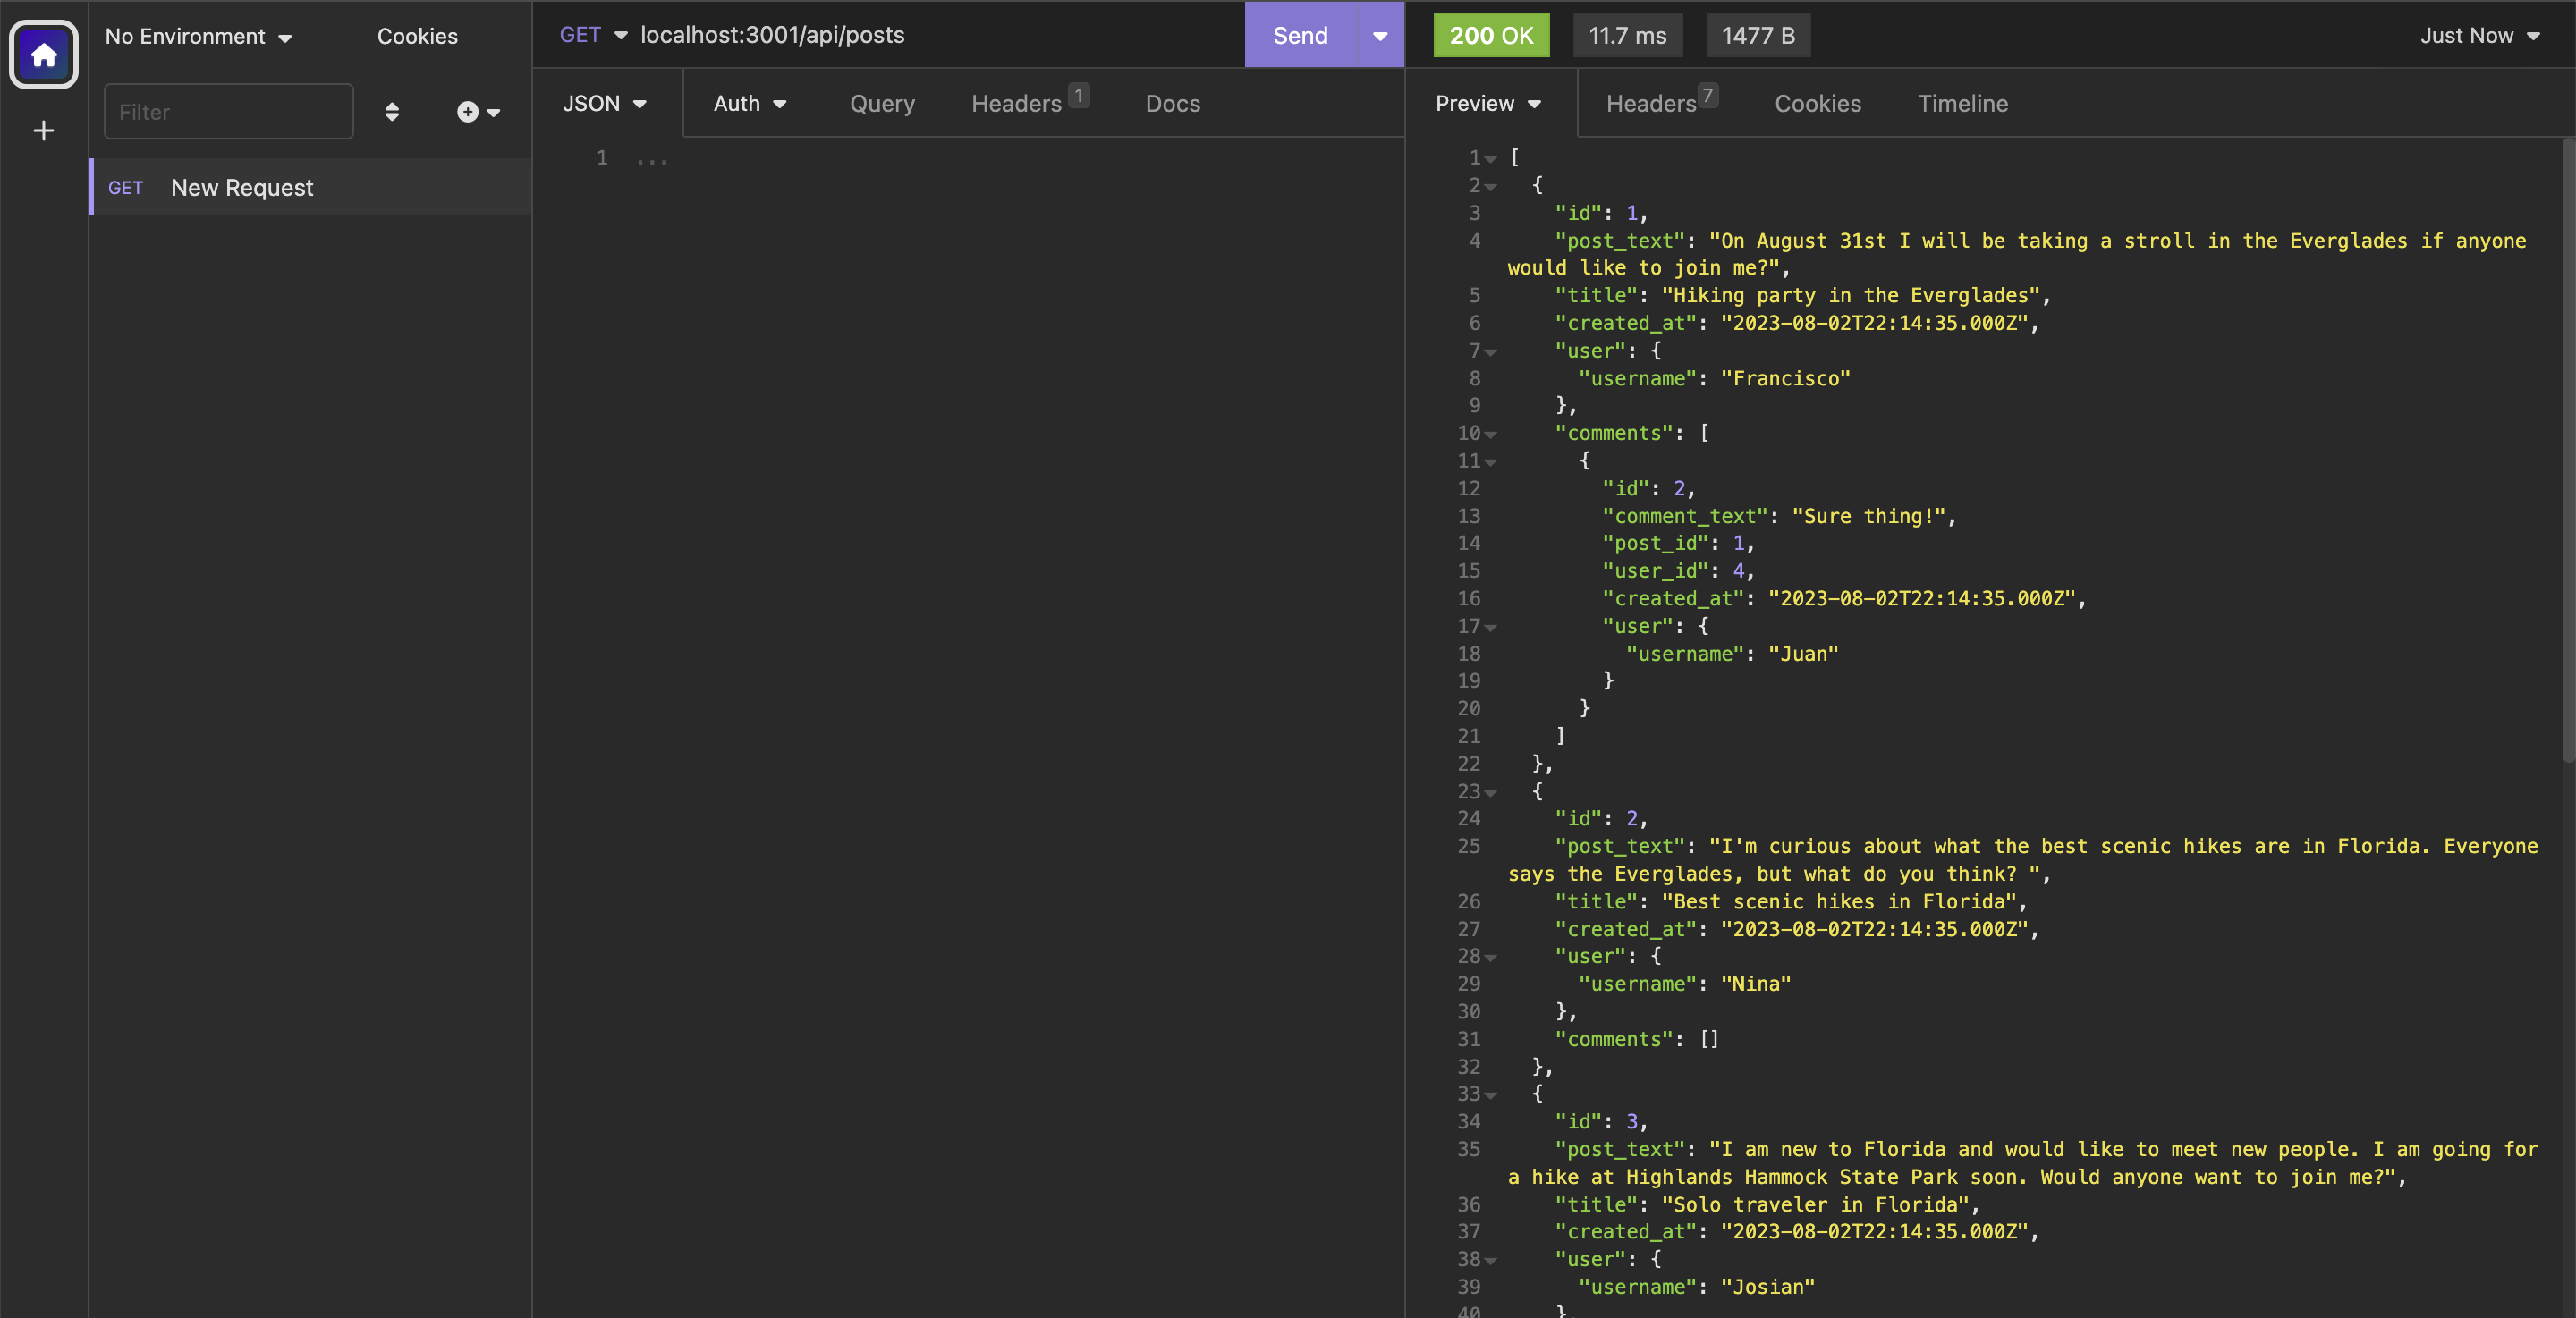 No Environment
Cookies
Filter
GET New Request
GET localhost:3001/api/posts
Send
JSON
Auth
Query
Headers 1
Docs
1 ...
200 OK
11.7 ms
1477 B
Just Now
Preview
Headers 7
Cookies
Timeline
1 [
2 {
3 "id": 1,
4 "post_text": "On August 31st I will be taking a stroll in the Everglades if anyone
would like to join me?",
5 "title": "Hiking party in the Everglades",
6 "created_at": "2023-08-02T22:14:35.000Z",
7 "user": {
8 "username": "Francisco"
9 },
10 "comments": [
11 {
12 "id": 2,
13 "comment_text": "Sure thing!",
14 "post_id": 1,
15 "user_id": 4,
16 "created_at": "2023-08-02T22:14:35.000Z",
17 "user": {
18 "username": "Juan"
19 }
20 }
21 ]
22 },
23 {
24 "id": 2,
25 "post_text": "I'm curious about what the best scenic hikes are in Florida. Everyone
says the Everglades, but what do you think? ",
26 "title": "Best scenic hikes in Florida",
27 "created_at": "2023-08-02T22:14:35.000Z",
28 "user": {
29 "username": "Nina"
30 },
31 "comments": []
32 },
33 {
34 "id": 3,
35 "post_text": "I am new to Florida and would like to meet new people. I am going for
a hike at Highlands Hammock State Park soon. Would anyone want to join me?",
36 "title": "Solo traveler in Florida",
37 "created_at": "2023-08-02T22:14:35.000Z",
38 "user": {
39 "username": "Josian"
40 },